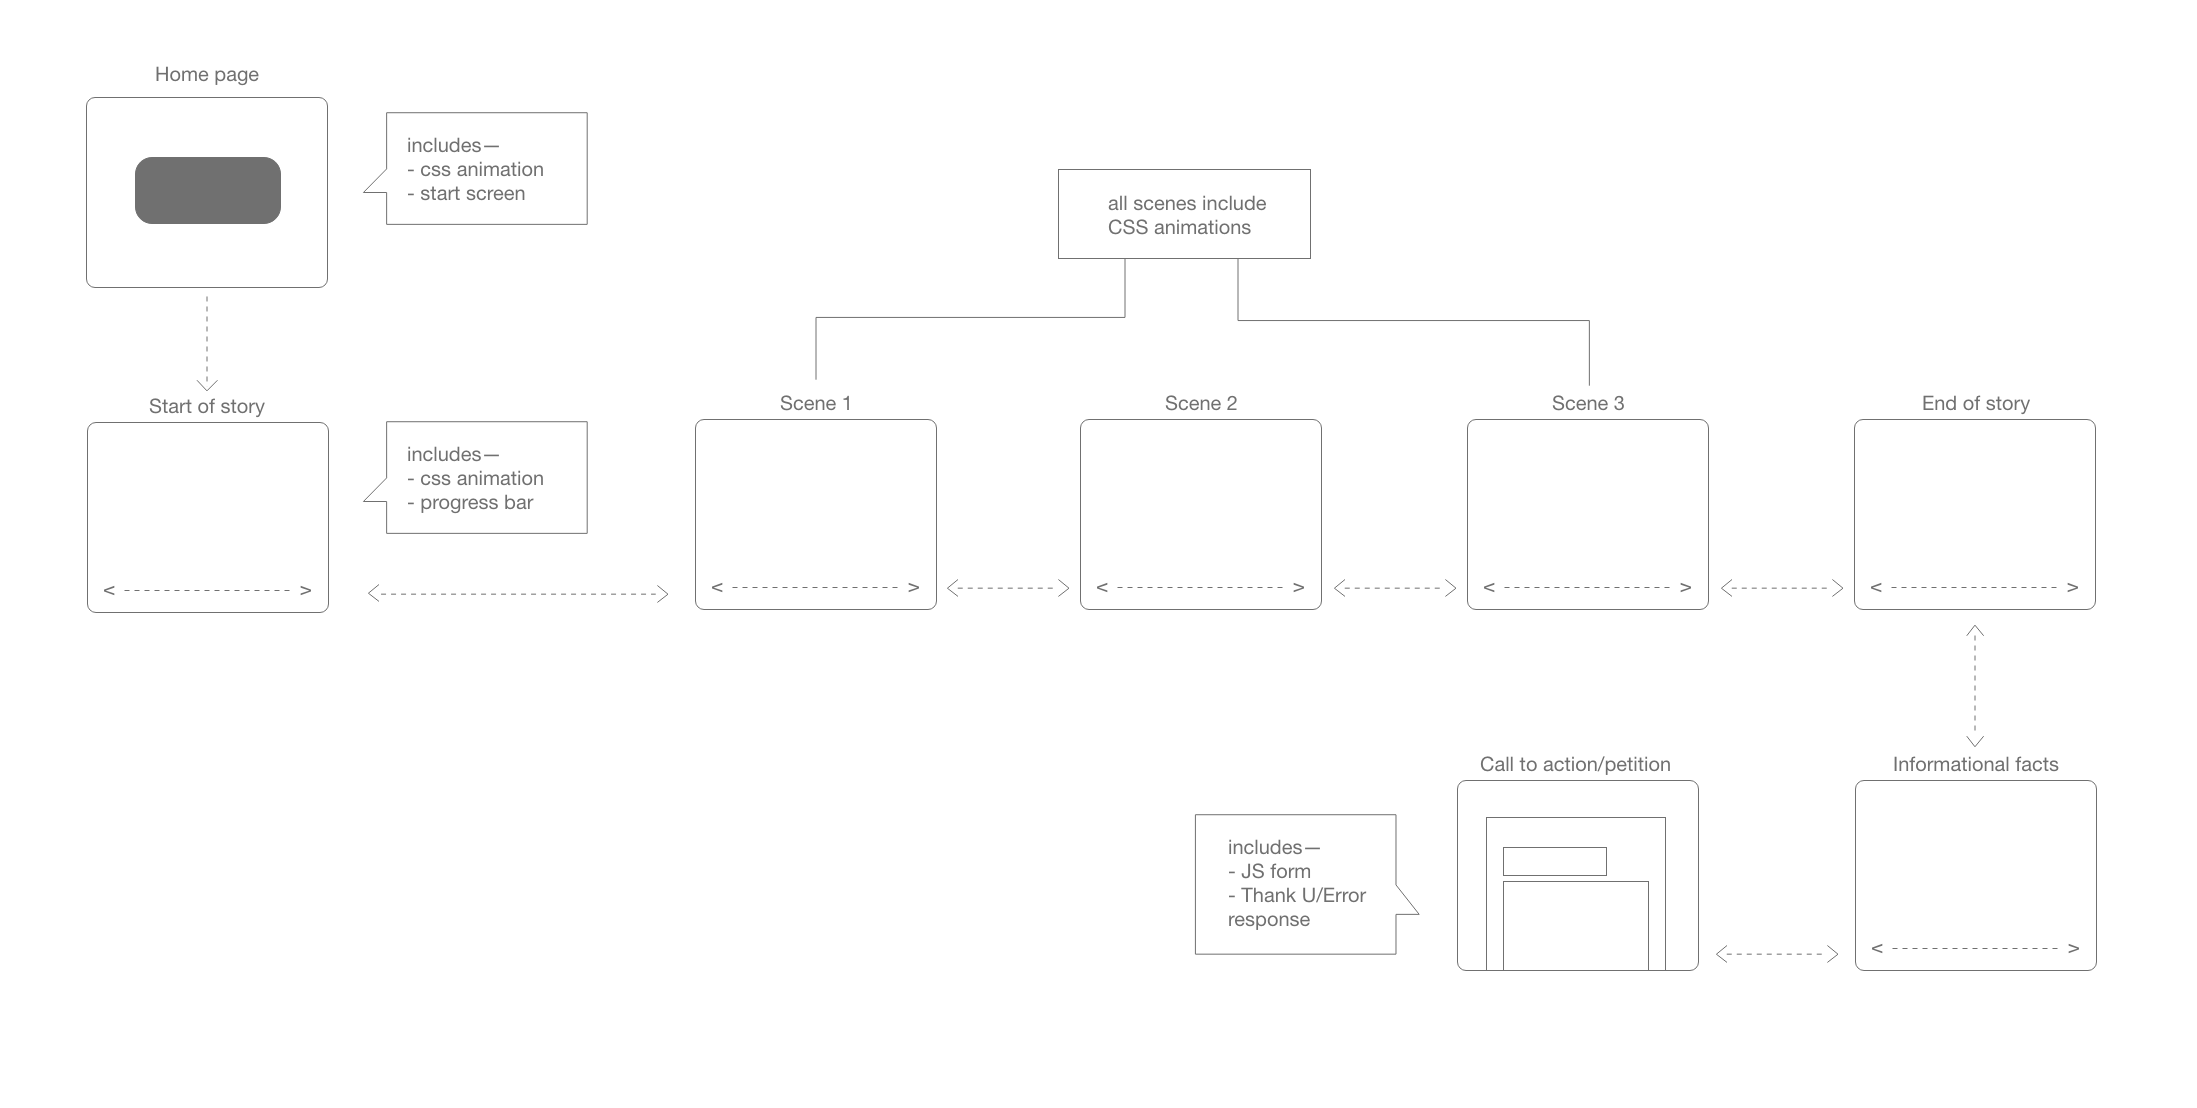 Home page
includes—
- css animation
- start screen
all scenes include
CSS animations
Start of story
includes—
- css animation
- progress bar
Scene 1
Scene 2
Scene 3
End of story
< >
< >
< >
< >
< >
Call to action/petition
Informational facts
includes—
- JS form
- Thank U/Error
response
< >